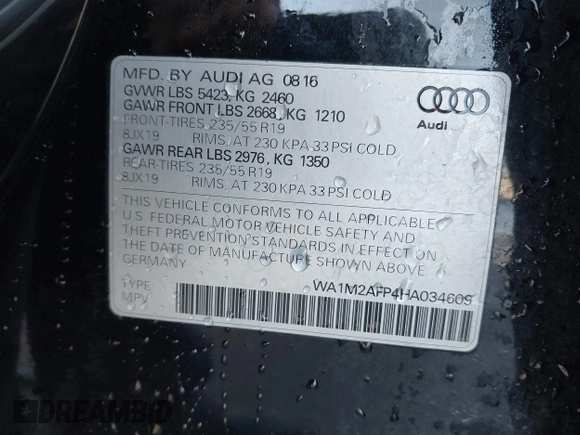 MFD. BY AUDI AG 08 16
GVWR LBS 5423, KG 2460
GAWR FRONT LBS 2668, KG 1210
FRONT-TIRES 235/55 R19
8JX19 RIMS, AT 230 KPA 33 PSI COLD
GAWR REAR LBS 2976, KG 1350
REAR-TIRES 235/55 R19
8JX19 RIMS, AT 230 KPA 33 PSI COLD
Audi
THIS VEHICLE CONFORMS TO ALL APPLICABLE
U.S. FEDERAL MOTOR VEHICLE SAFETY AND
THEFT PREVENTION STANDARDS IN EFFECT ON
THE DATE OF MANUFACTURE SHOWN ABOVE
GERMANY
WA1M2AFP4HA034609
TYPE
MPV
DREAMBID